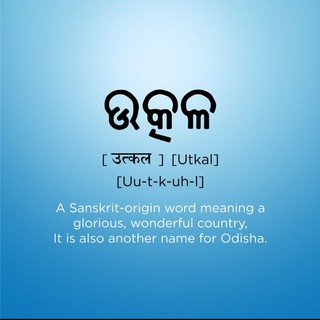 ଉତ୍କଳ
[ उत्कल ] [Utkal]
[Uu-t-k-uh-l]
A Sanskrit-origin word meaning a
glorious, wonderful country,
It is also another name for Odisha.